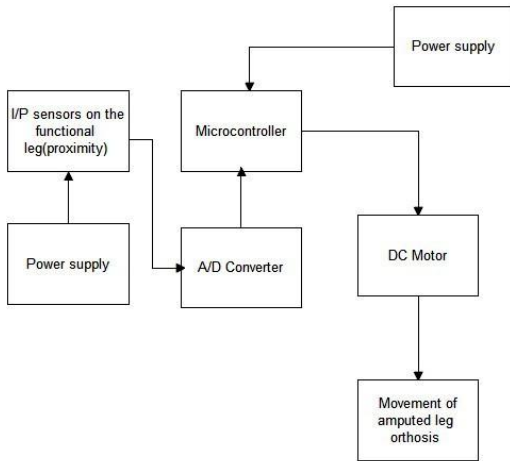 Power supply
I/P sensors on the
functional
leg(proximity)
Microcontroller
Power supply
A/D Converter
DC Motor
Movement of
amputed leg
orthosis